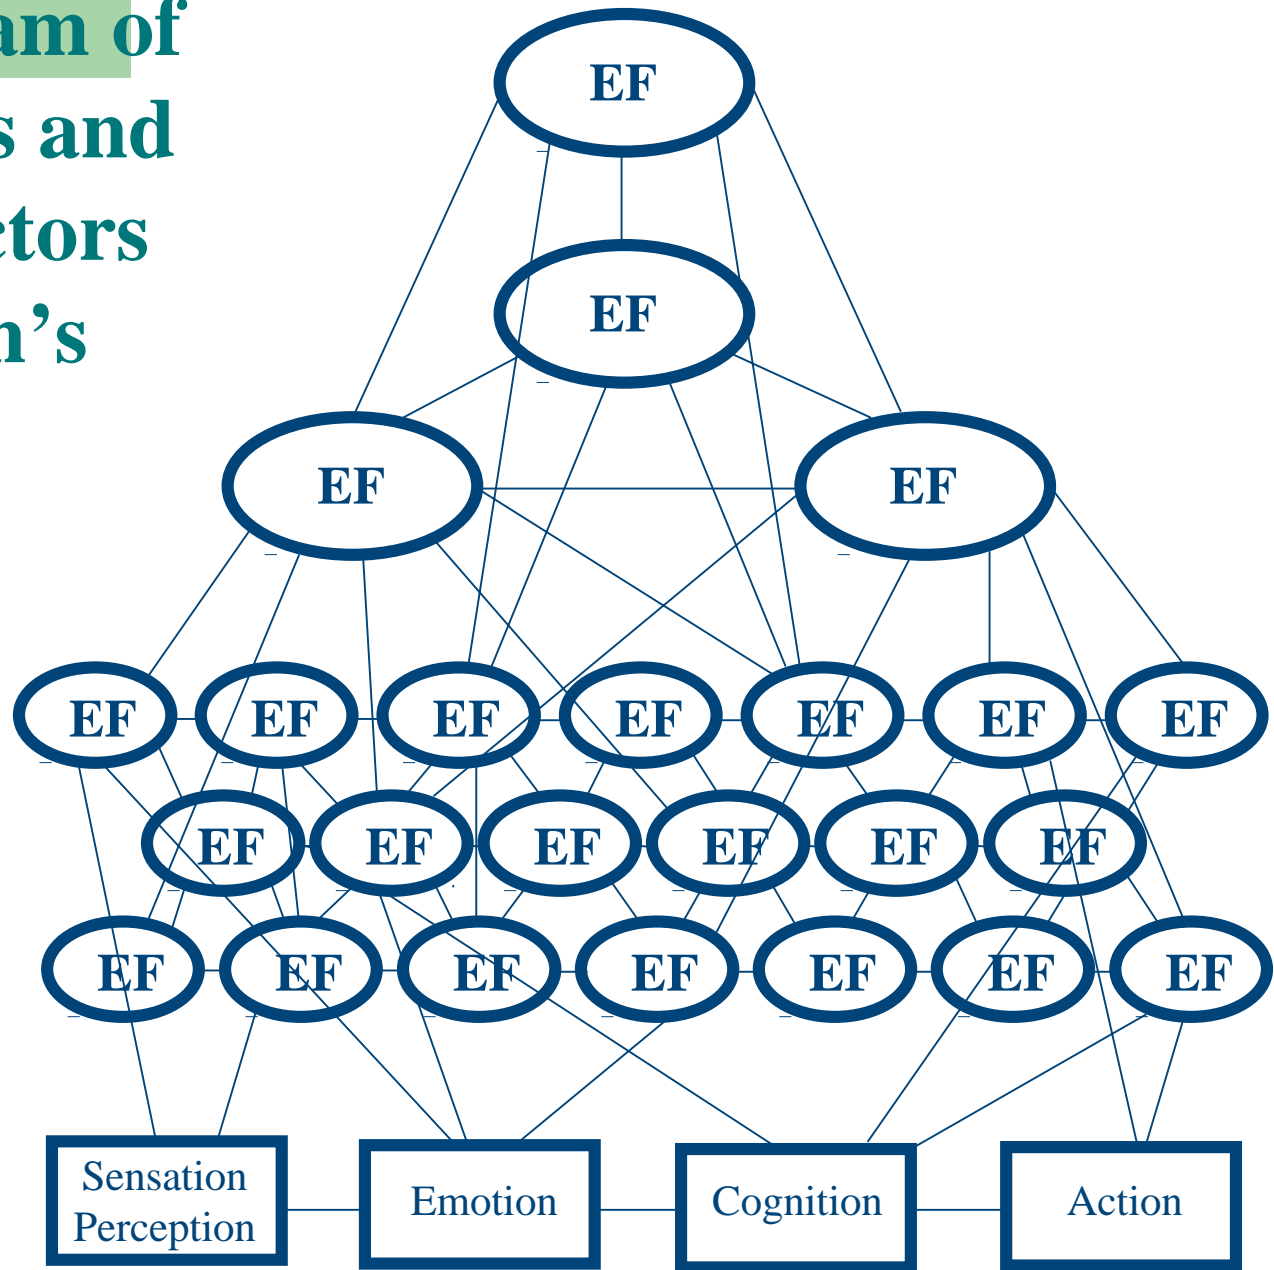 am of
s and
ctors
n’s
EF
EF
EF EF
EF EF EF EF EF EF EF
EF EF EF EF EF EF
EF EF EF EF EF EF EF
Sensation
Perception
Emotion
Cognition
Action